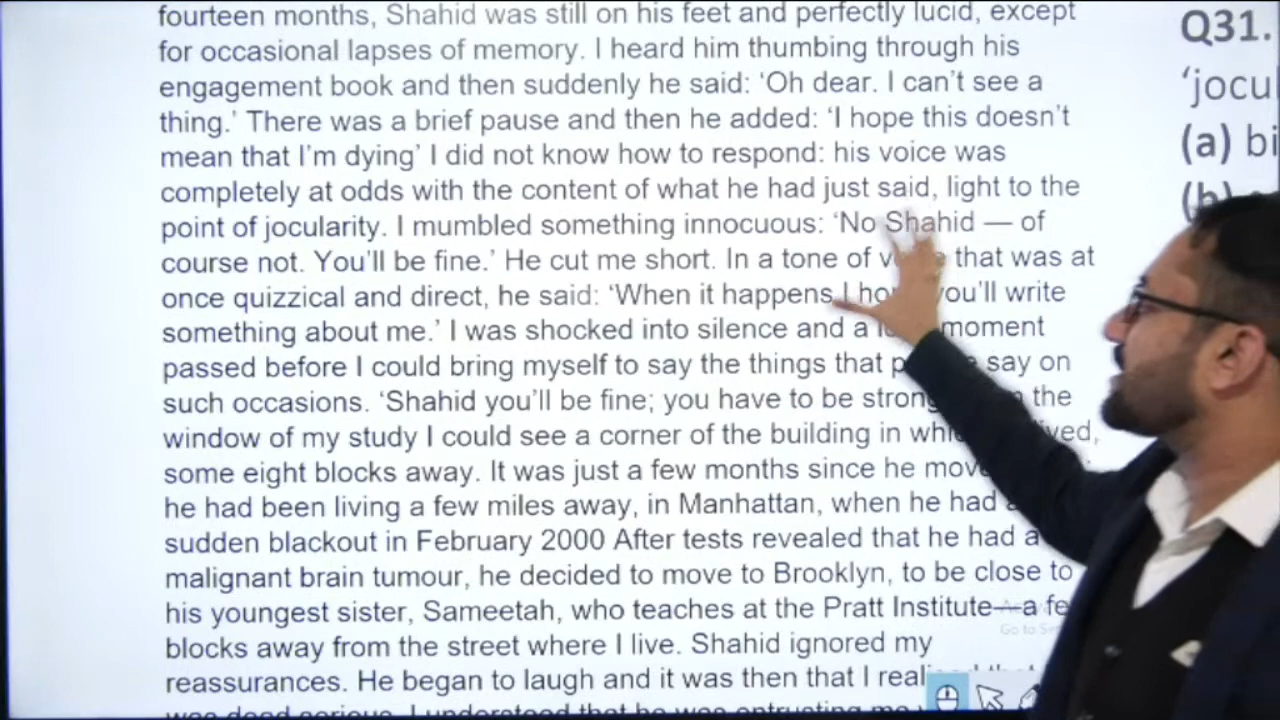 fourteen months, Shahid was still on his feet and perfectly lucid, except
for occasional lapses of memory. I heard him thumbing through his
engagement book and then suddenly he said: ‘Oh dear. I can’t see a
thing.’ There was a brief pause and then he added: ‘I hope this doesn’t
mean that I’m dying’ I did not know how to respond: his voice was
completely at odds with the content of what he had just said, light to the
point of jocularity. I mumbled something innocuous: ‘No Shahid — of
course not. You’ll be fine.’ He cut me short. In a tone of that was at
once quizzical and direct, he said: ‘When it happens I you’ll write
something about me.’ I was shocked into silence and a moment
passed before I could bring myself to say the things that say on
such occasions. ‘Shahid you’ll be fine; you have to be strong the
window of my study I could see a corner of the building in
some eight blocks away. It was just a few months since he
he had been living a few miles away, in Manhattan, when he had a
sudden blackout in February 2000 After tests revealed that he had a
malignant brain tumour, he decided to move to Brooklyn, to be close to
his youngest sister, Sameetah, who teaches at the Pratt Institute—a
blocks away from the street where I live. Shahid ignored my
reassurances. He began to laugh and it was then that I
was dead serious. I understood that he was entrusting me
Q31.
(a)
(b)
Go to